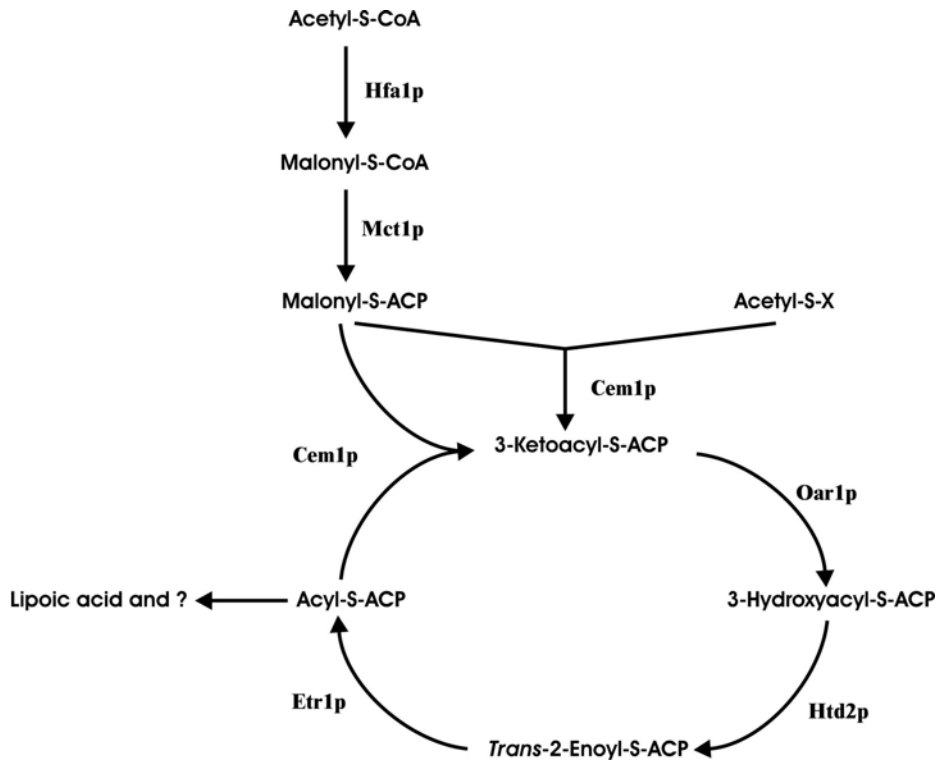 Acetyl-S-CoA
Hfa1p
Malonyl-S-CoA
Mct1p
Malonyl-S-ACP
Acetyl-S-X
Cem1p
3-Ketoacyl-S-ACP
Cem1p
Oar1p
Lipoic acid and ?
Acyl-S-ACP
3-Hydroxyacyl-S-ACP
Etr1p
Htd2p
Trans-2-Enoyl-S-ACP